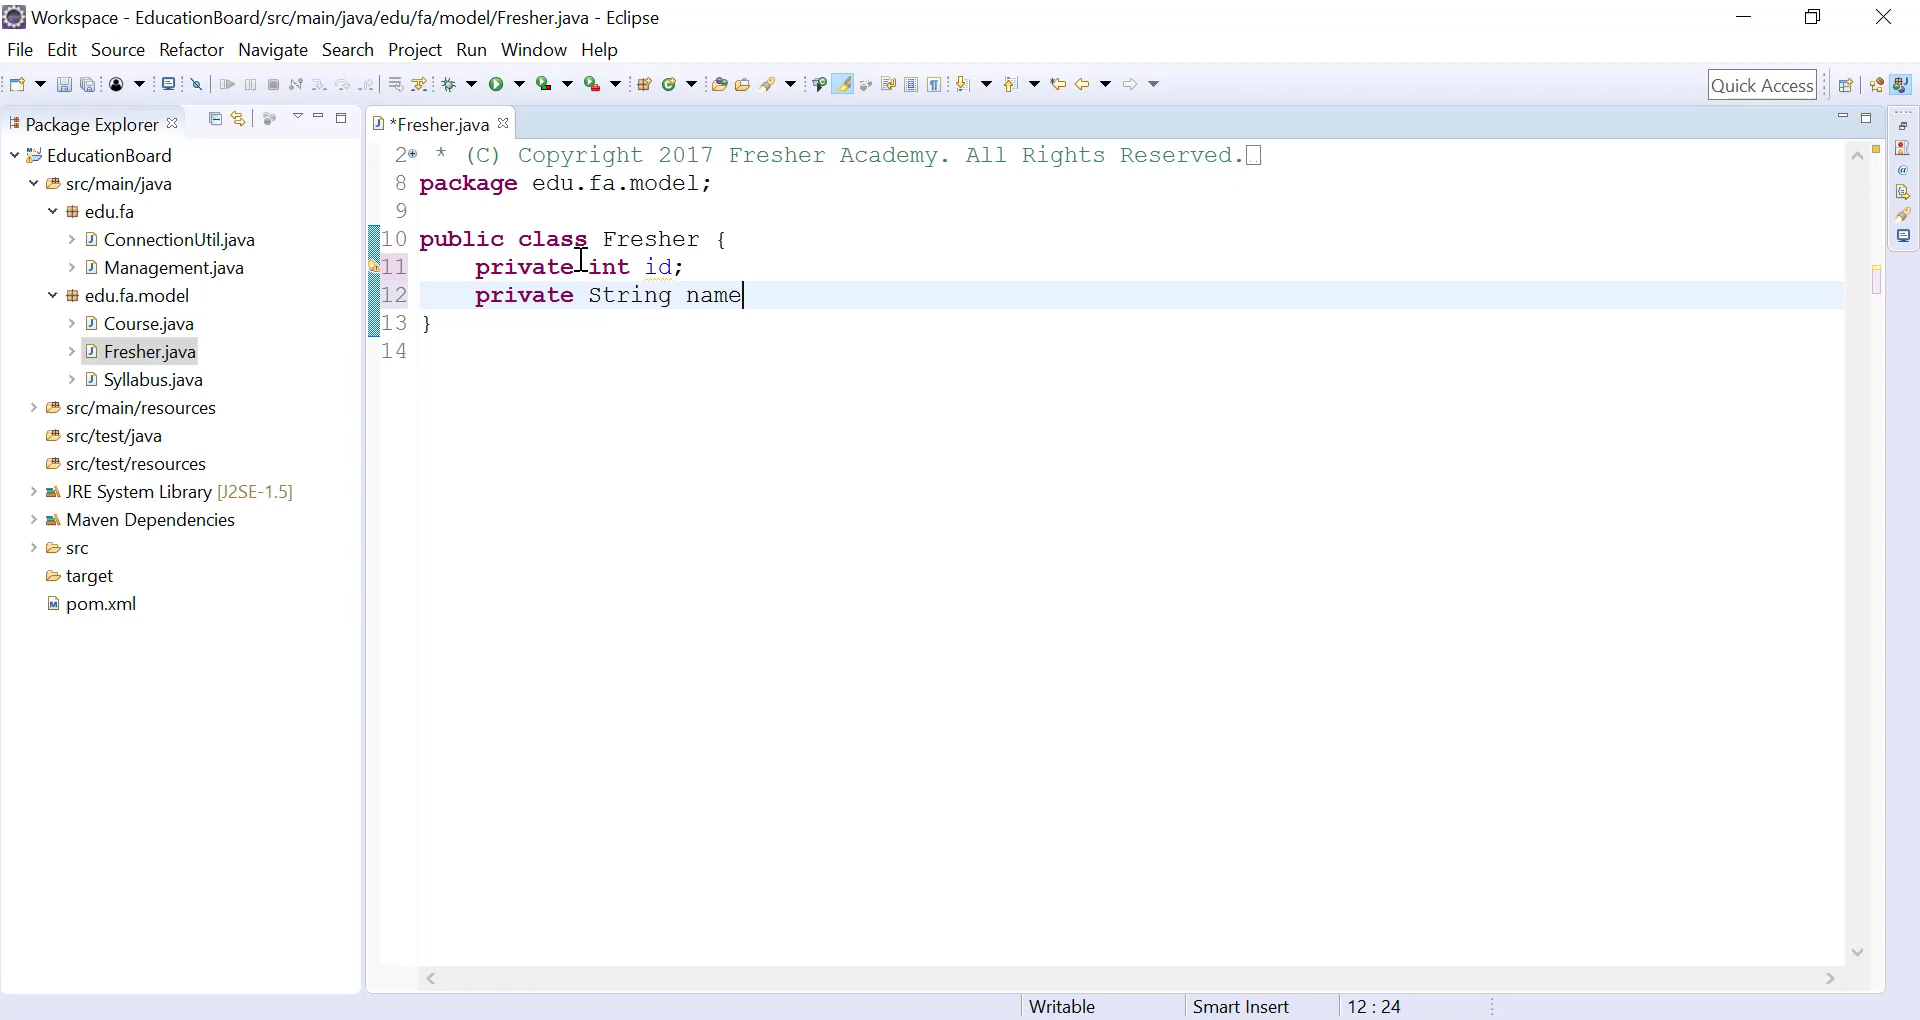 Workspace - EducationBoard/src/main/java/edu/fa/model/Fresher.java - Eclipse
File Edit Source Refactor Navigate Search Project Run Window Help
Quick Access
Package Explorer
*Fresher.java
EducationBoard
src/main/java
edu.fa
ConnectionUtil.java
Management.java
edu.fa.model
Course.java
Fresher.java
Syllabus.java
src/main/resources
src/test/java
src/test/resources
JRE System Library [J2SE-1.5]
Maven Dependencies
src
target
pom.xml
2 * (C) Copyright 2017 Fresher Academy. All Rights Reserved.
8 package edu.fa.model;
9
10 public class Fresher {
11 private int id;
12 private String name
13 }
14
Writable Smart Insert 12 : 24